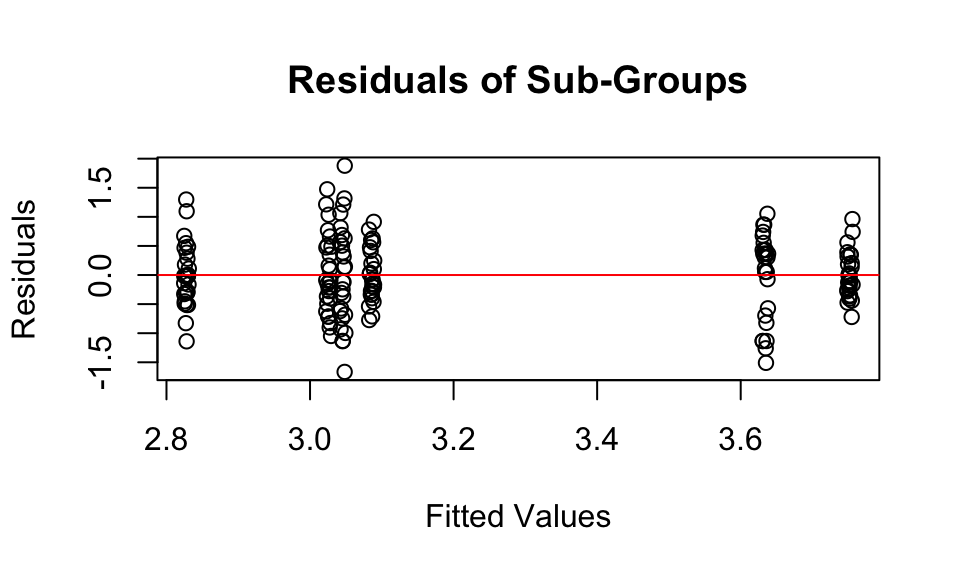 Residuals of Sub-Groups
Residuals
1.5
0.0
-1.5
2.8 3.0 3.2 3.4 3.6
Fitted Values